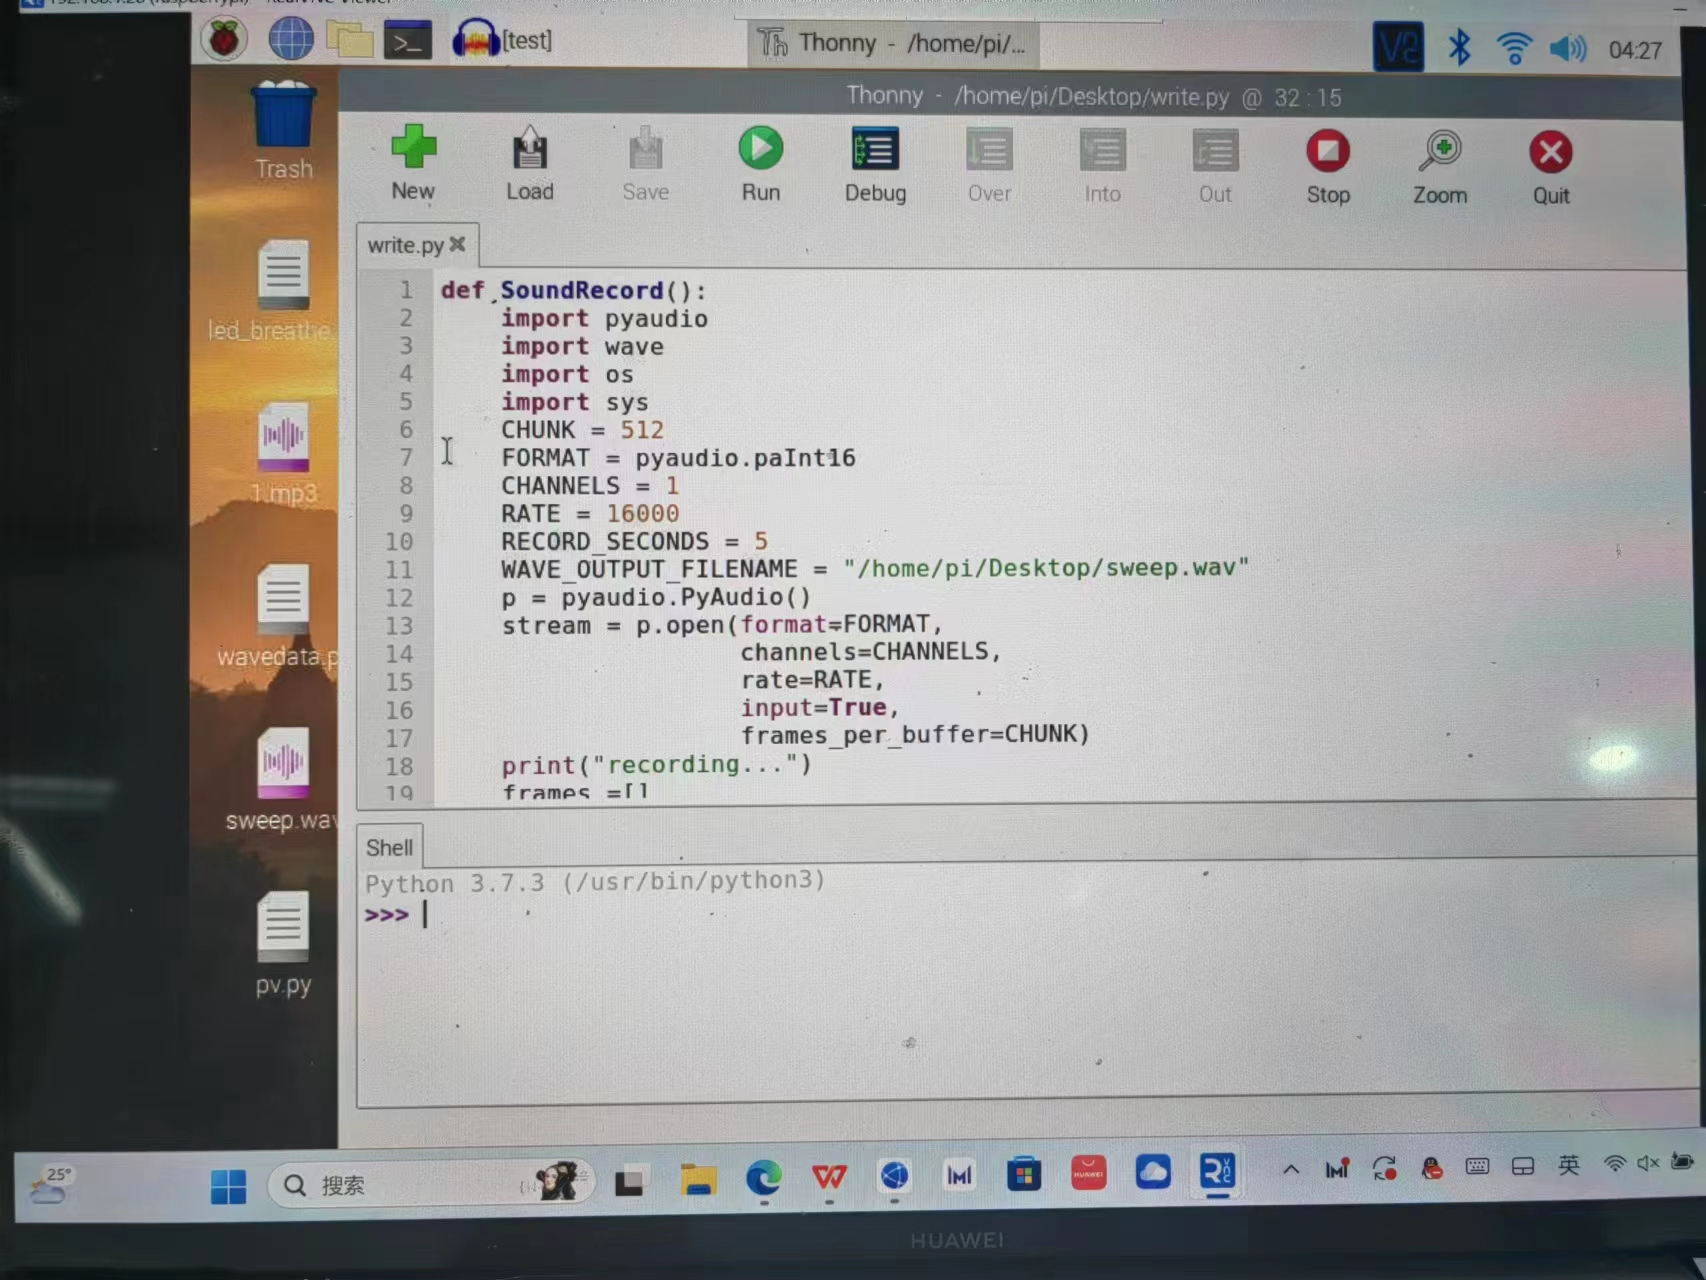 [test]
Thonny - /home/pi/...
04:27
Thonny - /home/pi/Desktop/write.py @ 32 : 15
New
Load
Save
Run
Debug
Over
Into
Out
Stop
Zoom
Quit
Trash
led_breathe.
1.mp3
wavedata.p
sweep.wav
pv.py
write.py
1 def SoundRecord():
2 import pyaudio
3 import wave
4 import os
5 import sys
6 CHUNK = 512
7 FORMAT = pyaudio.paInt16
8 CHANNELS = 1
9 RATE = 16000
10 RECORD_SECONDS = 5
11 WAVE_OUTPUT_FILENAME = "/home/pi/Desktop/sweep.wav"
12 p = pyaudio.PyAudio()
13 stream = p.open(format=FORMAT,
14 channels=CHANNELS,
15 rate=RATE,
16 input=True,
17 frames_per_buffer=CHUNK)
18 print("recording...")
19 frames =[]
Shell
Python 3.7.3 (/usr/bin/python3)
>>>
25°
搜索
HUAWEI
英
HUAWEI